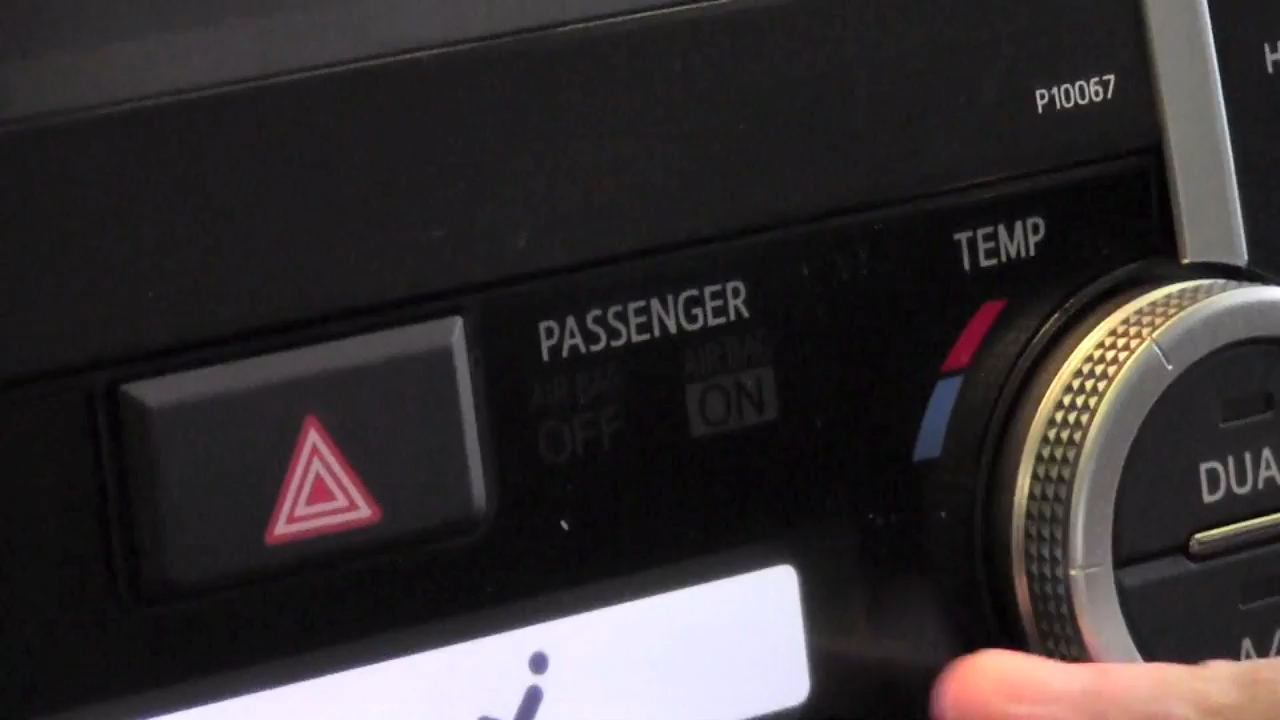 P10067
H
TEMP
PASSENGER
AIR BAG
OFF
AIR BAG
ON
DUA
A/